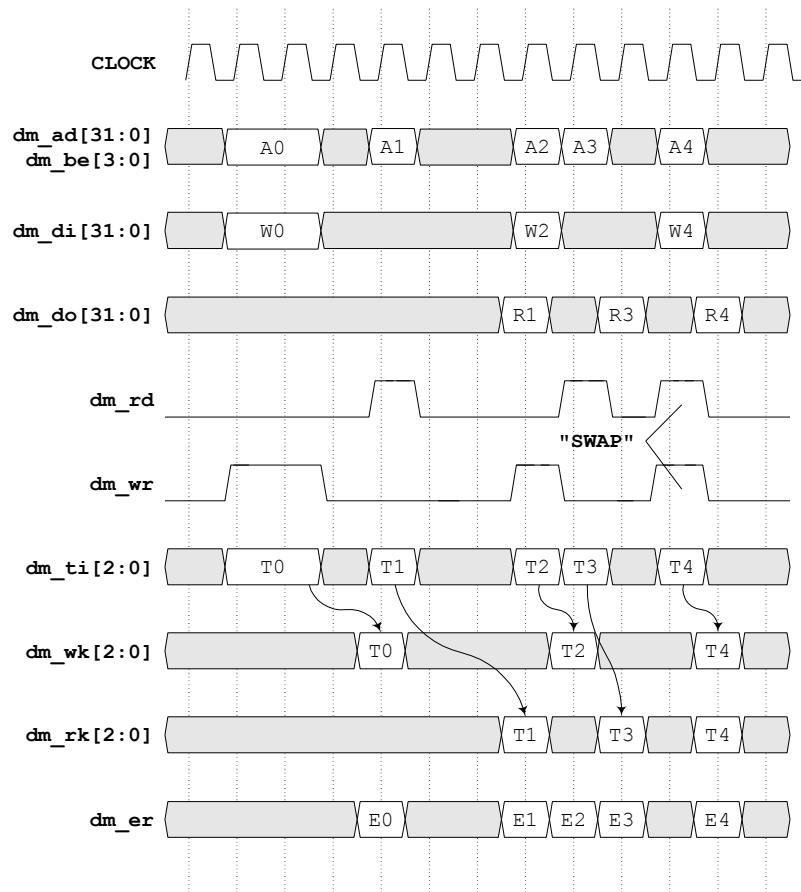 CLOCK
dm_ad[31:0]
dm_be[3:0]
A0 A1 A2 A3 A4
dm_di[31:0] W0 W2 W4
dm_do[31:0] R1 R3 R4
dm_rd
"SWAP"
dm_wr
dm_ti[2:0] T0 T1 T2 T3 T4
dm_wk[2:0] T0 T2 T4
dm_rk[2:0] T1 T3 T4
dm_er E0 E1 E2 E3 E4